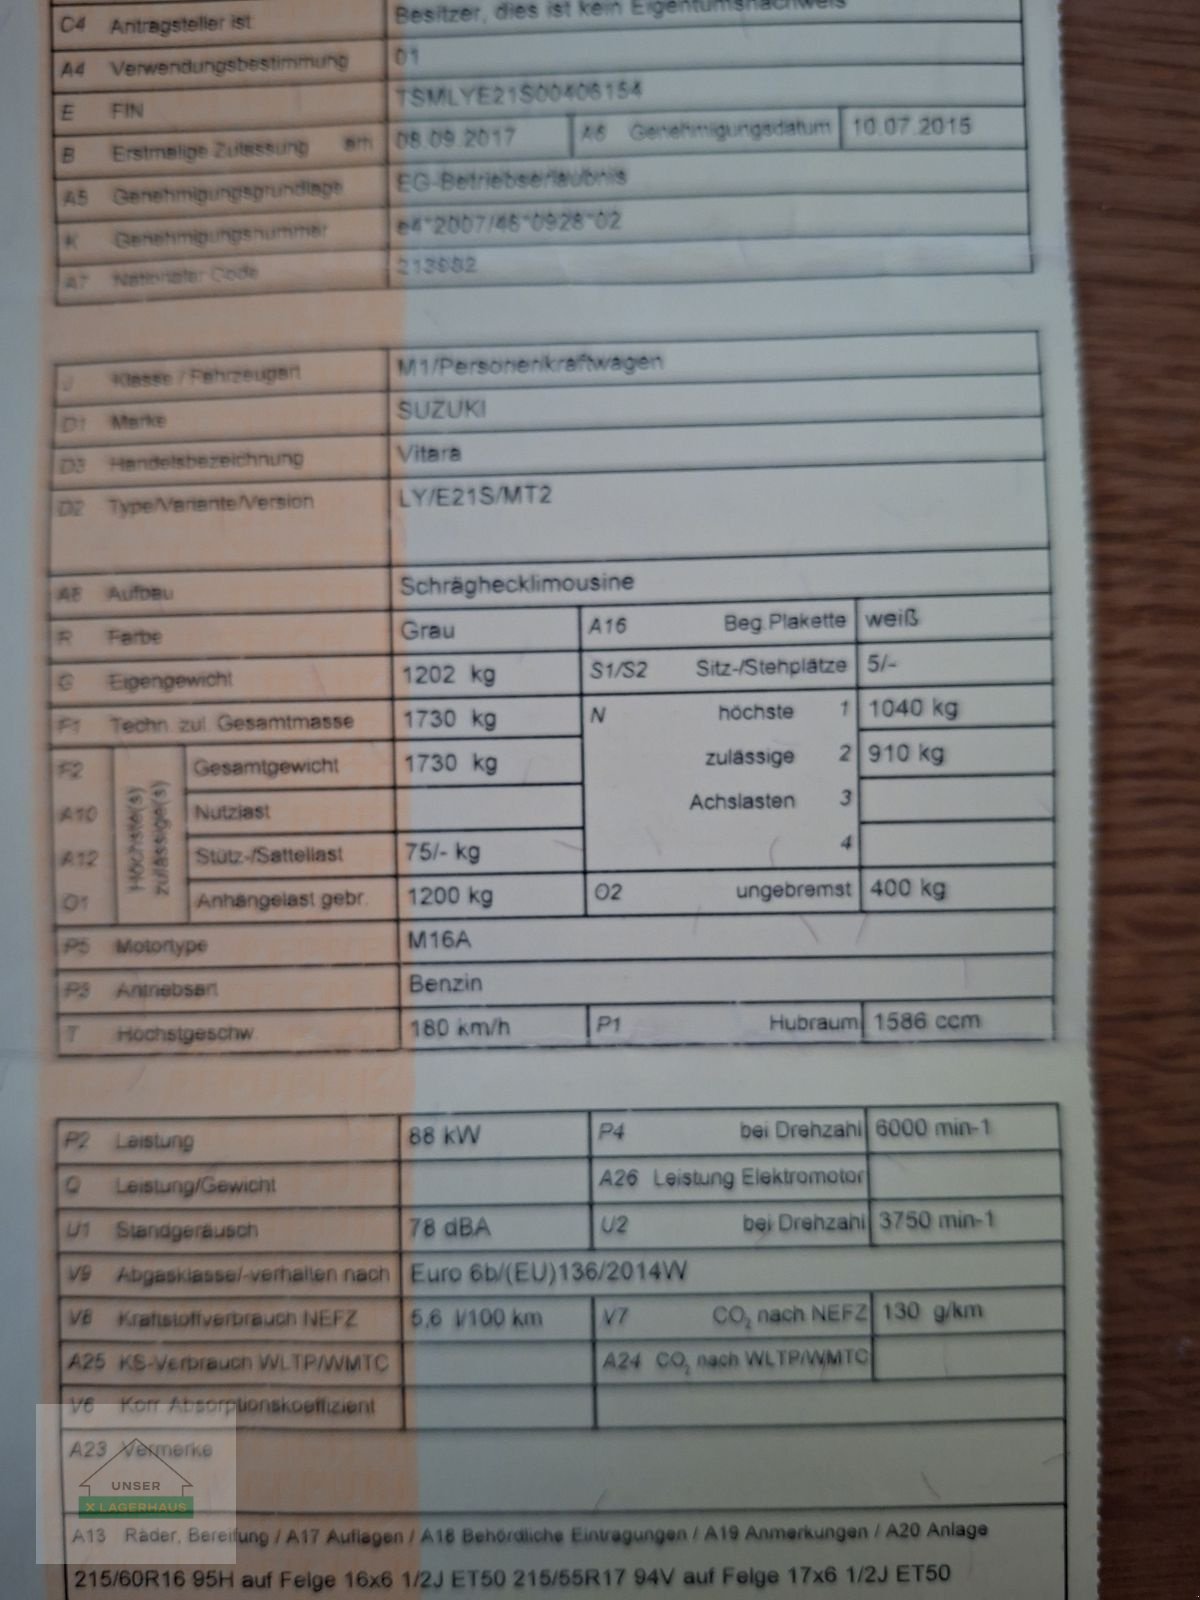 C4 Antragsteller ist Besitzer, dies ist kein Eigentumsnachweis
A4 Verwendungsbestimmung 01
E FIN TSMLYE21S00406154
B Erstmalige Zulassung am 08.09.2017 A6 Genehmigungsdatum 10.07.2015
A5 Genehmigungsgrundlage EG-Betriebserlaubnis
K Genehmigungsnummer e4*2007/46*0928*02
A7 Nationaler Code
J Klasse / Fahrzeugart M1/Personenkraftwagen
D1 Marke SUZUKI
D3 Handelsbezeichnung Vitara
D2 Type/Variante/Version LY/E21S/MT2
A8 Aufbau Schräghecklimousine
R Farbe Grau A16 Beg.Plakette weiß
G Eigengewicht 1202 kg S1/S2 Sitz-/Stehplätze 5/-
F1 Techn. zul. Gesamtmasse 1730 kg N höchste 1 1040 kg
F2 Höchste(s) zulässige(s) Gesamtgewicht 1730 kg zulässige 2 910 kg
A10 Nutzlast Achslasten 3
A12 Stütz-/Sattellast 75/- kg 4
O1 Anhängelast gebr. 1200 kg O2 ungebremst 400 kg
P5 Motortype M16A
P3 Antriebsart Benzin
T Höchstgeschw. 180 km/h P1 Hubraum 1586 ccm
P2 Leistung 88 kW P4 bei Drehzahl 6000 min-1
Q Leistung/Gewicht A26 Leistung Elektromotor
U1 Standgeräusch 78 dBA U2 bei Drehzahl 3750 min-1
V9 Abgasklasse/-verhalten nach Euro 6b/(EU)136/2014W
V8 Kraftstoffverbrauch NEFZ 5,6 l/100 km V7 CO2 nach NEFZ 130 g/km
A25 KS-Verbrauch WLTP/WMTC A24 CO2 nach WLTP/WMTC
V6 Korr. Absorptionskoeffizient
A23 Vermerke
UNSER
X LAGERHAUS
A13 Räder, Bereifung / A17 Auflagen / A18 Behördliche Eintragungen / A19 Anmerkungen / A20 Anlage
215/60R16 95H auf Felge 16x6 1/2J ET50 215/55R17 94V auf Felge 17x6 1/2J ET50